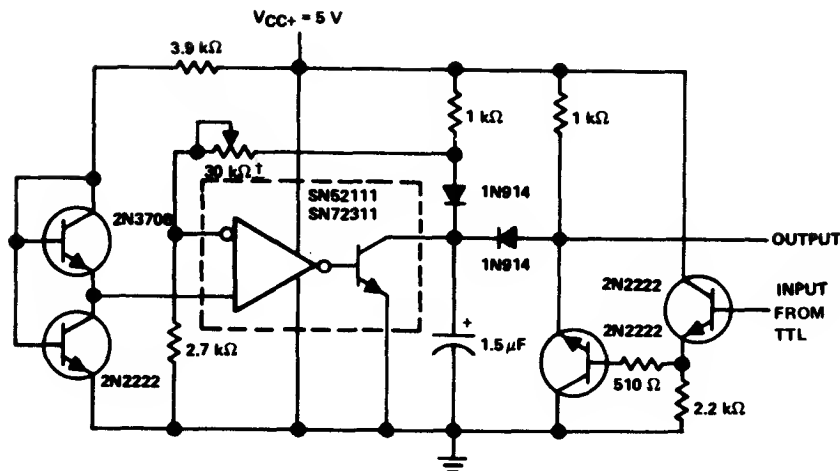 VCC+ = 5 V
3.9 kΩ
1 kΩ
1 kΩ
30 kΩ †
SN52111
SN72311
1N914
2N3708
1N914
OUTPUT
2N2222
INPUT
FROM
TTL
2N2222
+
1.5 μF
2.7 kΩ
2N2222
510 Ω
2.2 kΩ